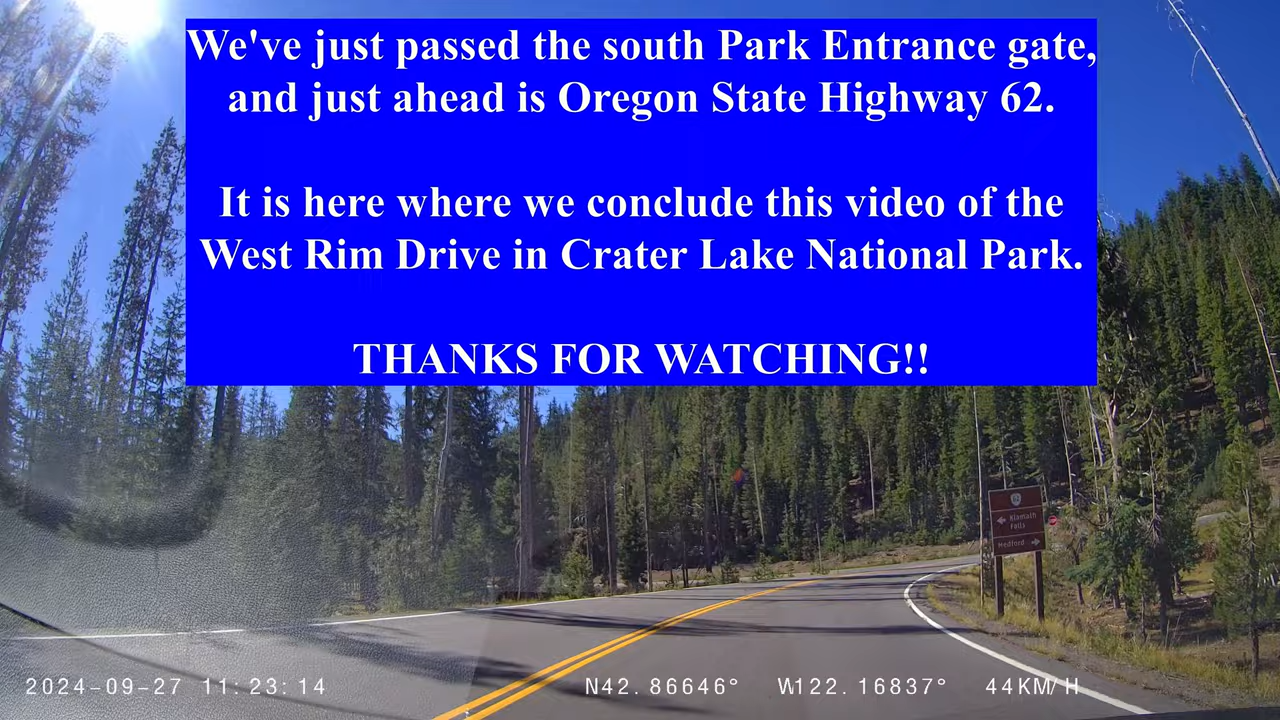 We've just passed the south Park Entrance gate,
and just ahead is Oregon State Highway 62.
It is here where we conclude this video of the
West Rim Drive in Crater Lake National Park.
THANKS FOR WATCHING!!
62
Klamath
Falls
Medford
2024-09-27 11:23:14 N42.86646° W122.16837° 44KM/H